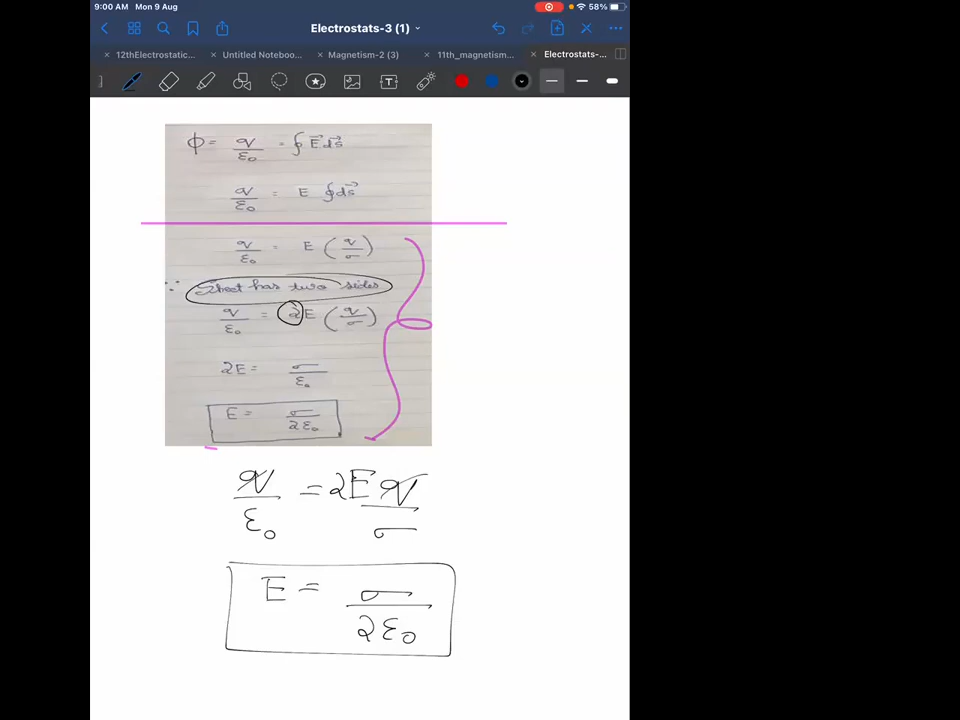 9:00 AM Mon 9 Aug
58%
Electrostats-3 (1)
12thElectrostatic...
Untitled Noteboo...
Magnetism-2 (3)
11th_magnetism...
Electrostats-...
ϕ = q/ε₀ = ∮ E⃗ ds⃗
q/ε₀ = E ∮ ds⃗
q/ε₀ = E (q/σ)
∵ Sheet has two sides
q/ε₀ = 2E (q/σ)
2E = σ/ε₀
E = σ/2ε₀
q/ε₀ = 2E q/σ
E = σ/2ε₀